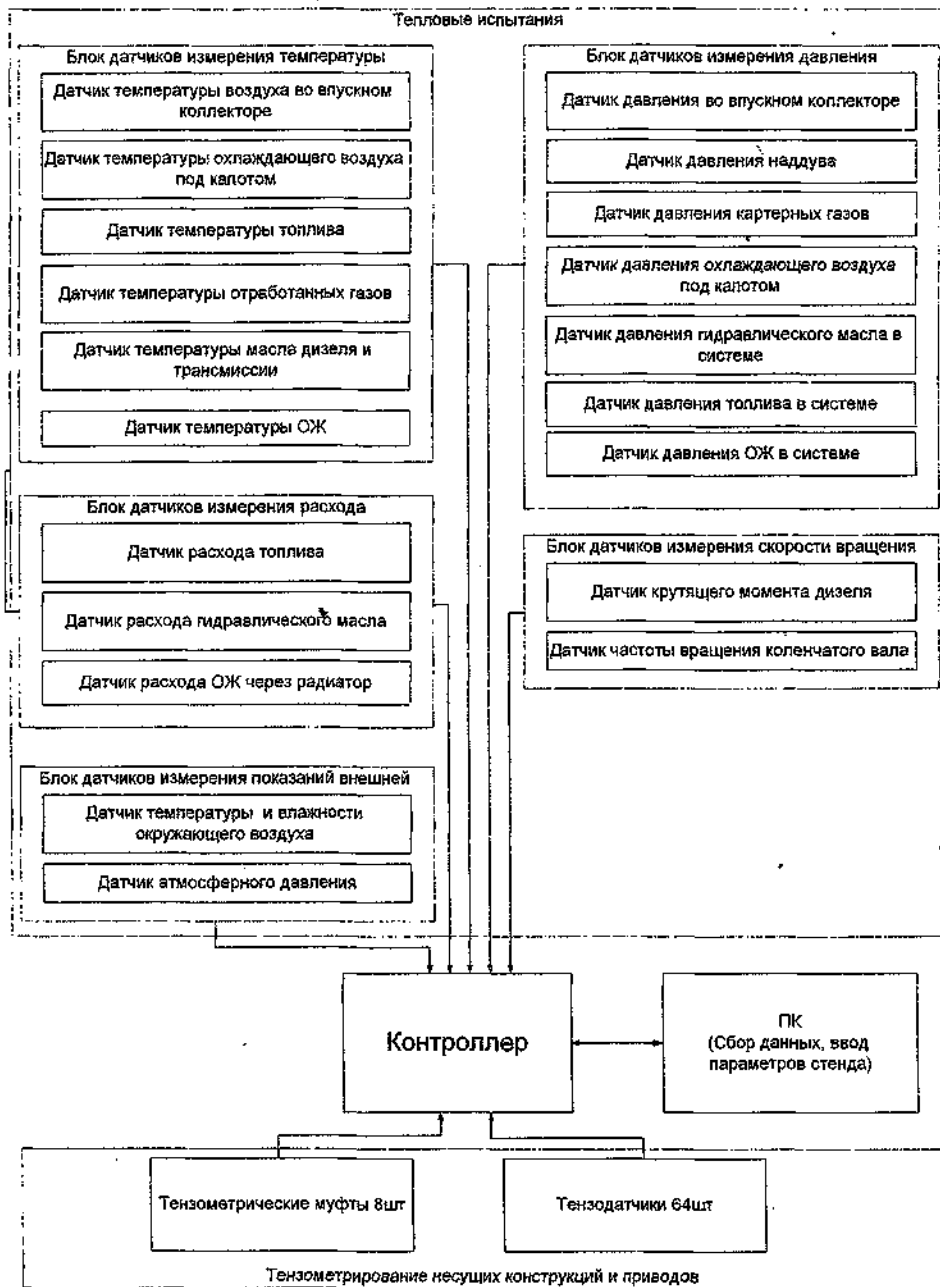 Тепловые испытания
Блок датчиков измерения температуры
Датчик температуры воздуха во впускном
коллекторе
Датчик температуры охлаждающего воздуха
под капотом
Датчик температуры топлива
Датчик температуры отработанных газов
Датчик температуры масла дизеля и
трансмиссии
Датчик температуры ОЖ
Блок датчиков измерения расхода
Датчик расхода топлива
Датчик расхода гидравлического масла
Датчик расхода ОЖ через радиатор
Блок датчиков измерения показаний внешней
Датчик температуры и влажности
окружающего воздуха
Датчик атмосферного давления
Блок датчиков измерения давления
Датчик давления во впускном коллекторе
Датчик давления наддува
Датчик давления картерных газов
Датчик давления охлаждающего воздуха
под капотом
Датчик давления гидравлического масла в
системе
Датчик давления топлива в системе
Датчик давления ОЖ в системе
Блок датчиков измерения скорости вращения
Датчик крутящего момента дизеля
Датчик частоты вращения коленчатого вала
Контроллер
ПК
(Сбор данных, ввод
параметров стенда)
Тензометрические муфты 8шт
Тензодатчики 64шт
Тензометрирование несущих конструкций и приводов